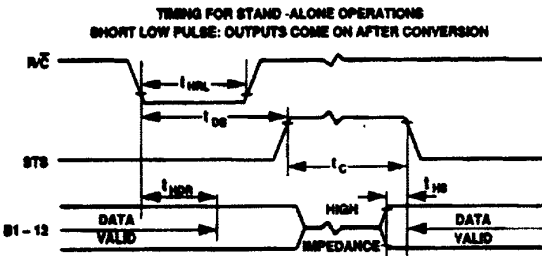 TIMING FOR STAND -ALONE OPERATIONS
SHORT LOW PULSE: OUTPUTS COME ON AFTER CONVERSION
R/C̅
tHRL
tDS
STS
tC
tHDR
HIGH
tHS
B1 – 12
DATA
VALID
IMPEDANCE
DATA
VALID